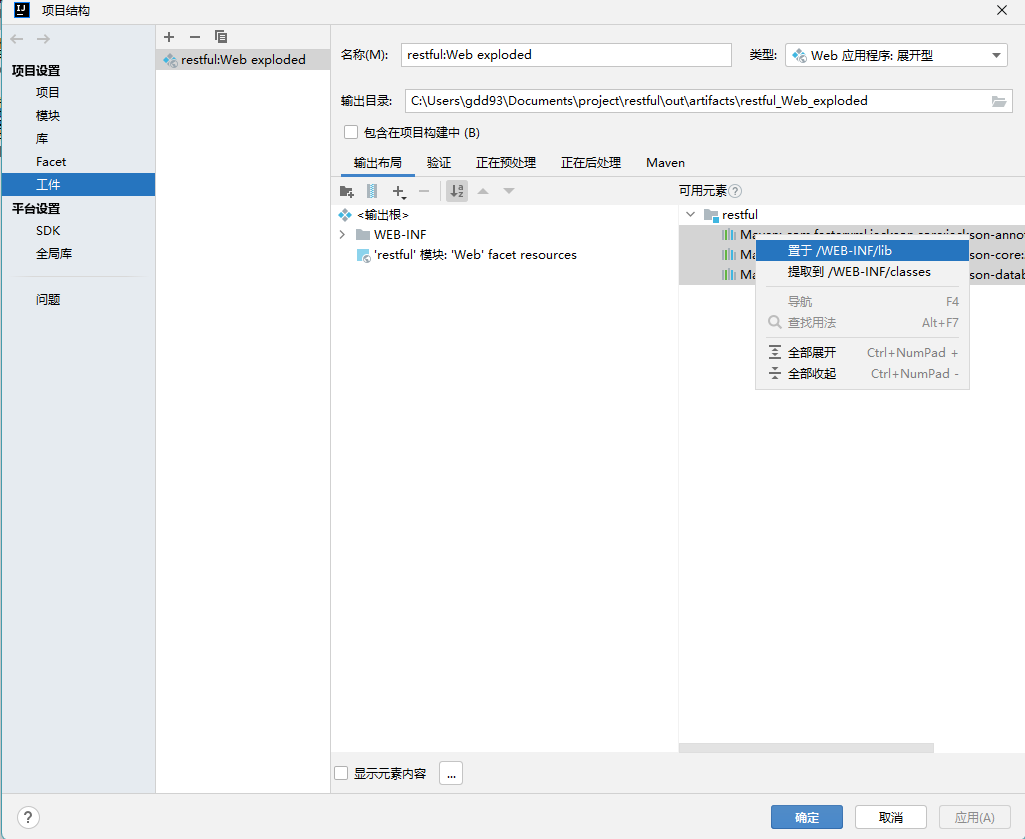 项目结构
项目设置
项目
模块
库
Facet
工件
平台设置
SDK
全局库
问题
restful:Web exploded
名称(M): restful:Web exploded 类型: Web 应用程序: 展开型
输出目录: C:\Users\gdd93\Documents\project\restful\out\artifacts\restful_Web_exploded
包含在项目构建中 (B)
输出布局 验证 正在预处理 正在后处理 Maven
可用元素
<输出根>
WEB-INF
'restful' 模块: 'Web' facet resources
restful
Maven: com.fasterxml.jackson.core:jackson-anno
Ma son-core:
Ma son-datab
置于 /WEB-INF/lib
提取到 /WEB-INF/classes
导航 F4
查找用法 Alt+F7
全部展开 Ctrl+NumPad +
全部收起 Ctrl+NumPad -
显示元素内容 ...
? 确定 取消 应用(A)